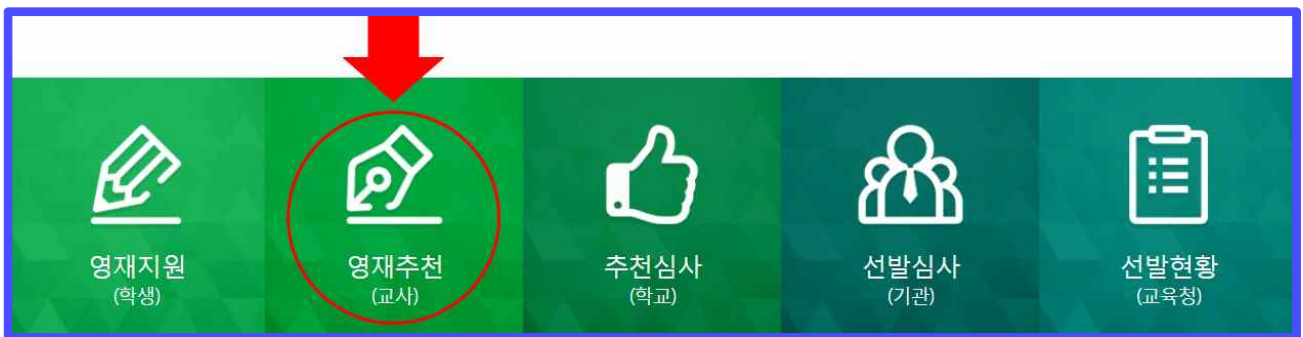 영재지원
(학생)
영재추천
(교사)
추천심사
(학교)
선발심사
(기관)
선발현황
(교육청)